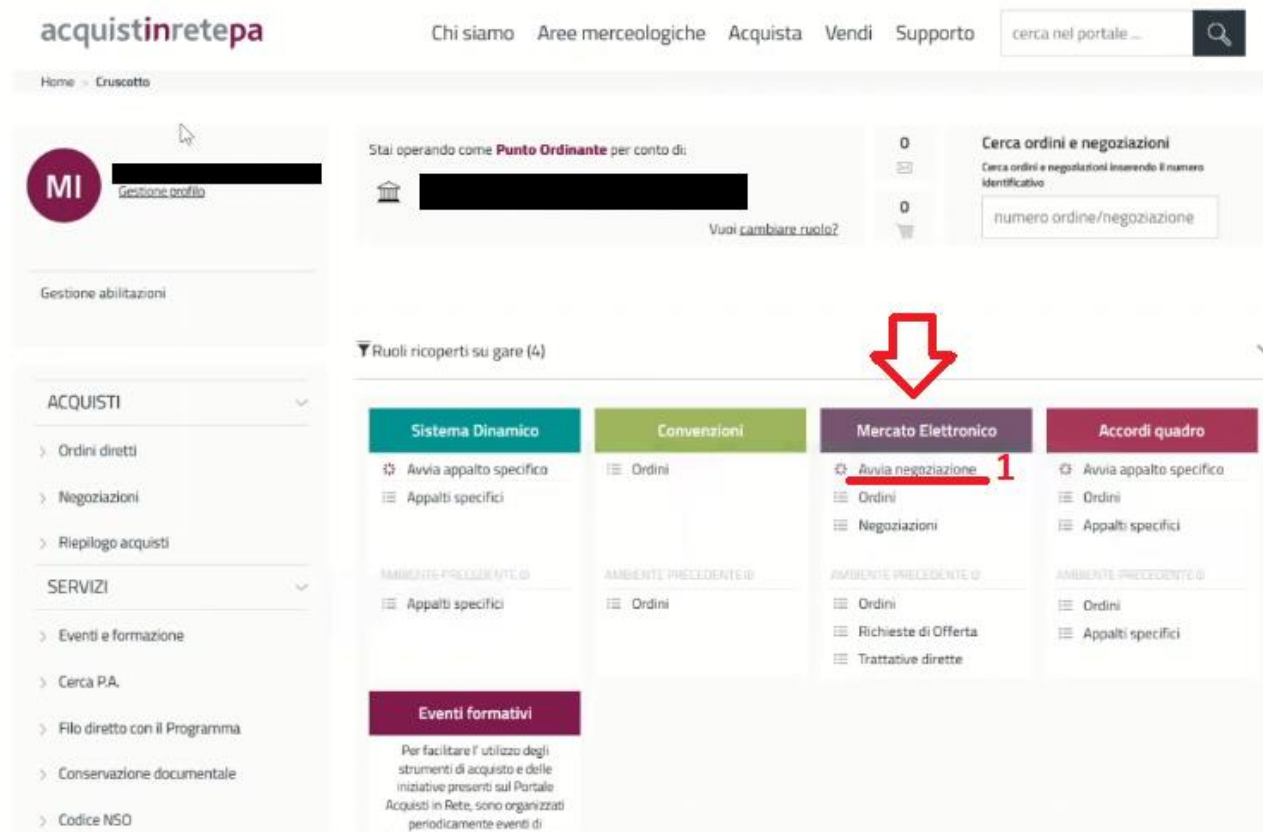 acquistinretepa
Chi siamo Aree merceologiche Acquista Vendi Supporto
cerca nel portale ...
Home > Cruscotto
MI
Gestione profilo
Gestione abilitazioni
Stai operando come Punto Ordinante per conto di:
Vuoi cambiare ruolo?
0
0
Cerca ordini e negoziazioni
Cerca ordini e negoziazioni inserendo il numero
identificativo
numero ordine/negoziazione
ACQUISTI
Ordini diretti
Negoziazioni
Riepilogo acquisti
SERVIZI
Eventi e formazione
Cerca P.A.
Filo diretto con il Programma
Conservazione documentale
Codice NSO
Ruoli ricoperti su gare (4)
Sistema Dinamico
Avvia appalto specifico
Appalti specifici
AMBIENTE PRECEDENTE
Appalti specifici
Convenzioni
Ordini
AMBIENTE PRECEDENTE
Ordini
Mercato Elettronico
Avvia negoziazione 1
Ordini
Negoziazioni
AMBIENTE PRECEDENTE
Ordini
Richieste di Offerta
Trattative dirette
Accordi quadro
Avvia appalto specifico
Ordini
Appalti specifici
AMBIENTE PRECEDENTE
Ordini
Appalti specifici
Eventi formativi
Per facilitare l' utilizzo degli
strumenti di acquisto e delle
iniziative presenti sul Portale
Acquisti in Rete, sono organizzati
periodicamente eventi di